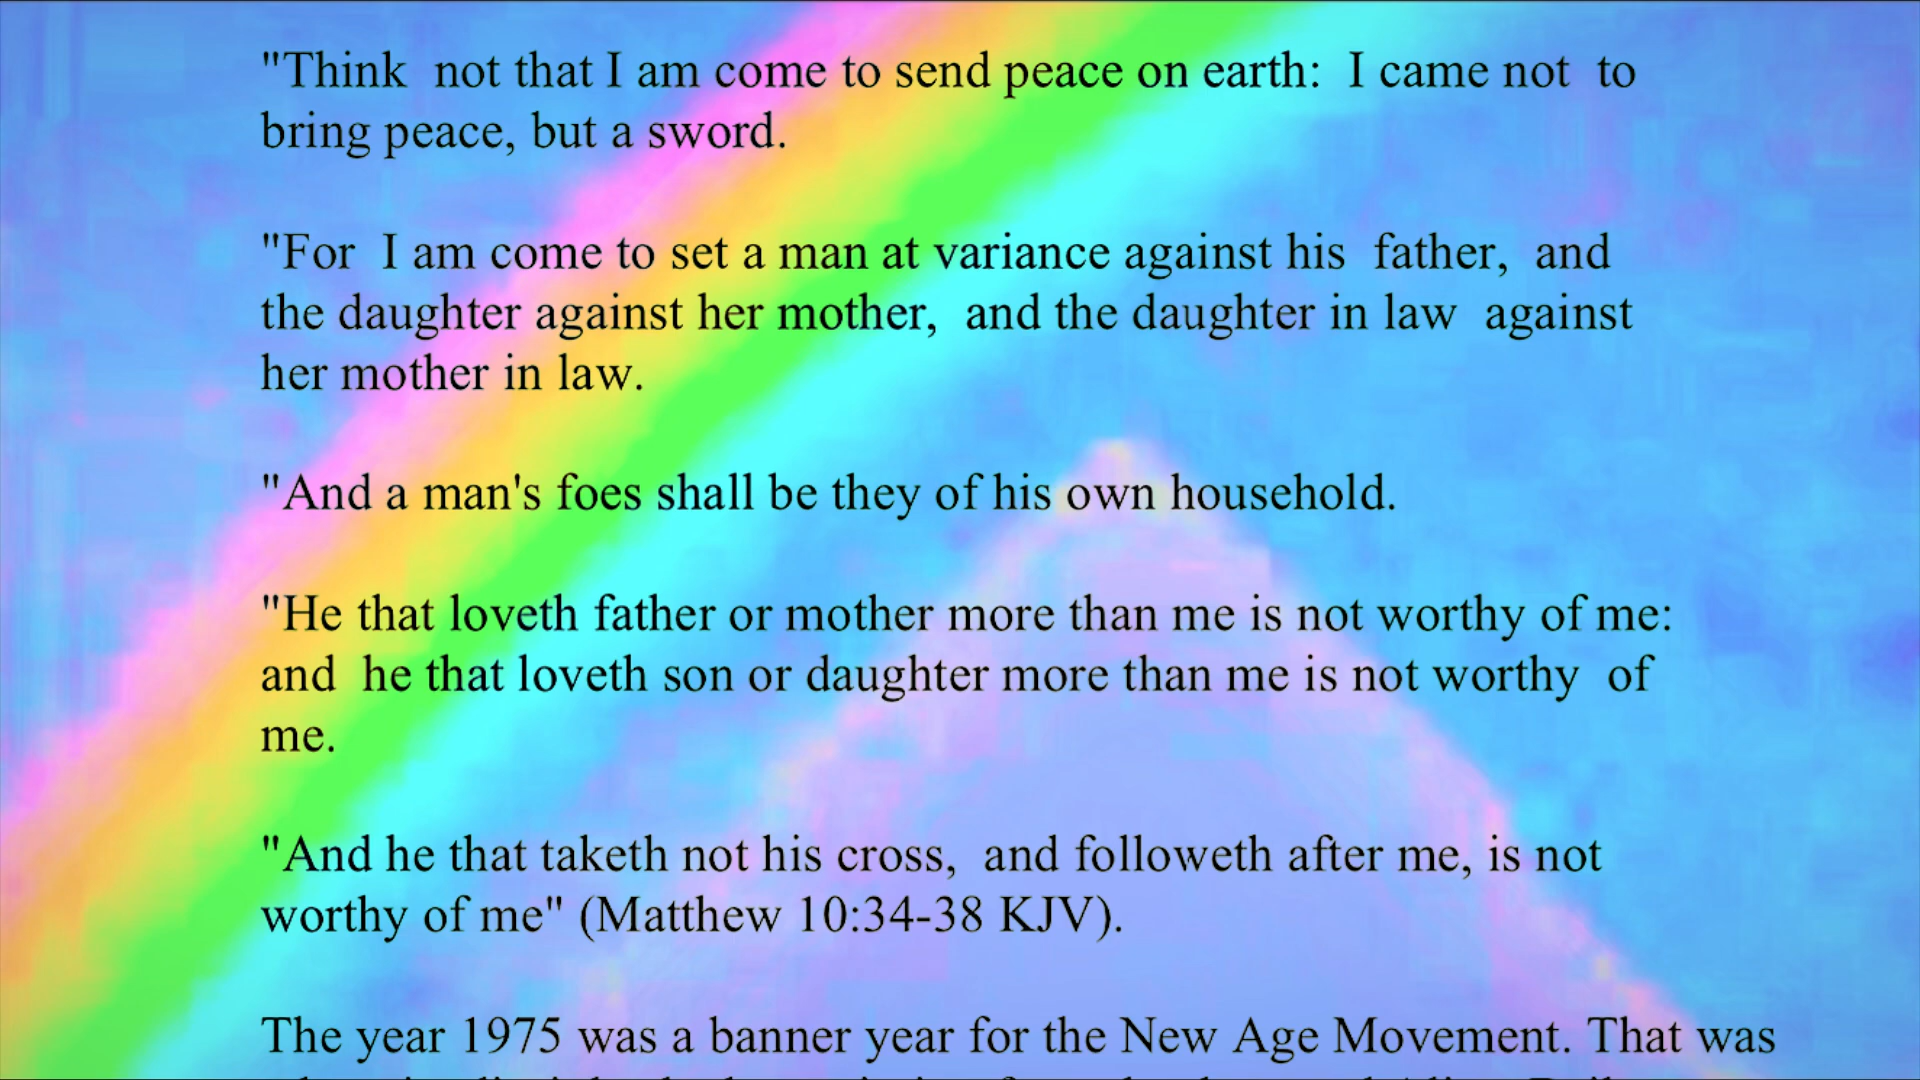 "Think  not that I am come to send peace on earth:  I came not  to
bring peace, but a sword.
"For  I am come to set a man at variance against his  father,  and
the daughter against her mother,  and the daughter in law  against
her mother in law.
"And a man's foes shall be they of his own household.
"He that loveth father or mother more than me is not worthy of me:
and  he that loveth son or daughter more than me is not worthy  of
me.
"And he that taketh not his cross,  and followeth after me, is not
worthy of me" (Matthew 10:34-38 KJV).
The year 1975 was a banner year for the New Age Movement. That was